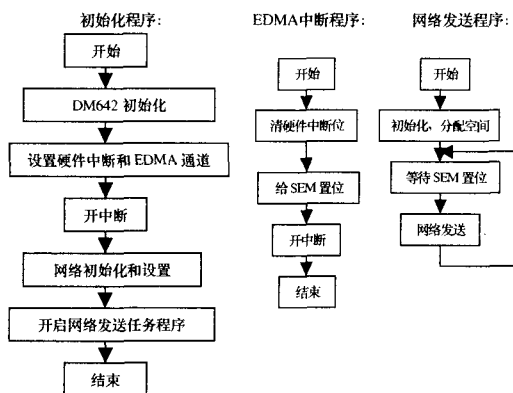 初始化程序:
开始
DM642 初始化
设置硬件中断和 EDMA 通道
开中断
网络初始化和设置
开启网络发送任务程序
结束
EDMA中断程序:
开始
清硬件中断位
给 SEM 置位
开中断
结束
网络发送程序:
开始
初始化，分配空间
等待 SEM 置位
网络发送